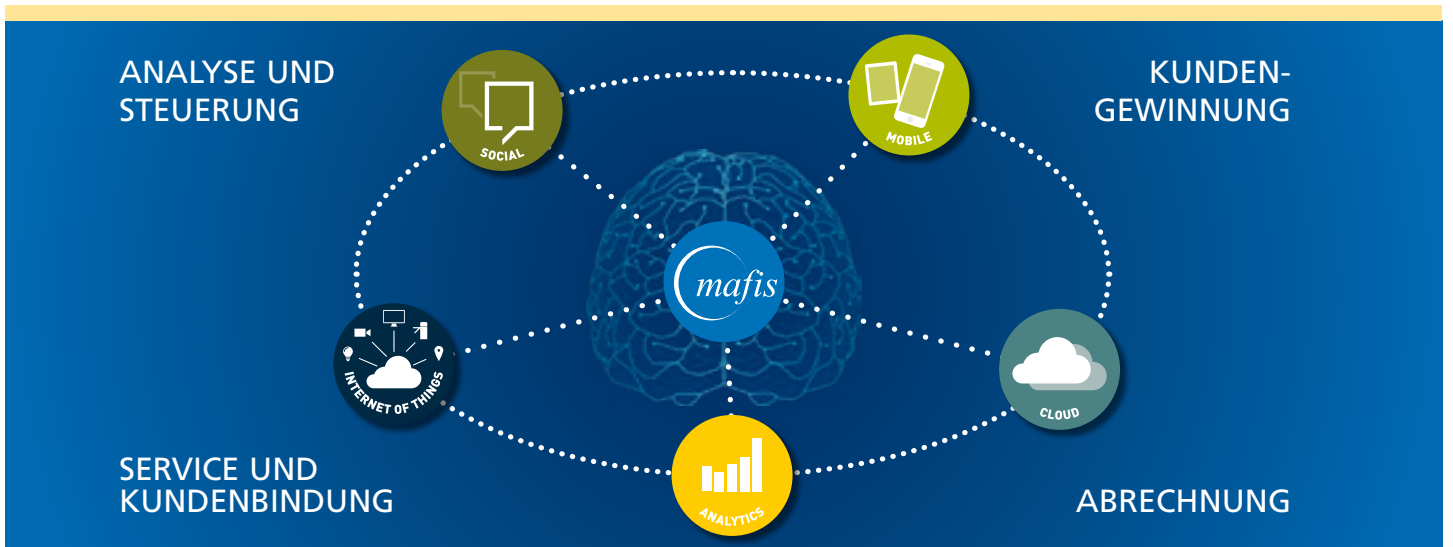 ANALYSE UND
STEUERUNG
KUNDEN-
GEWINNUNG
SOCIAL
MOBILE
mafis
INTERNET OF THINGS
CLOUD
ANALYTICS
SERVICE UND
KUNDENBINDUNG
ABRECHNUNG